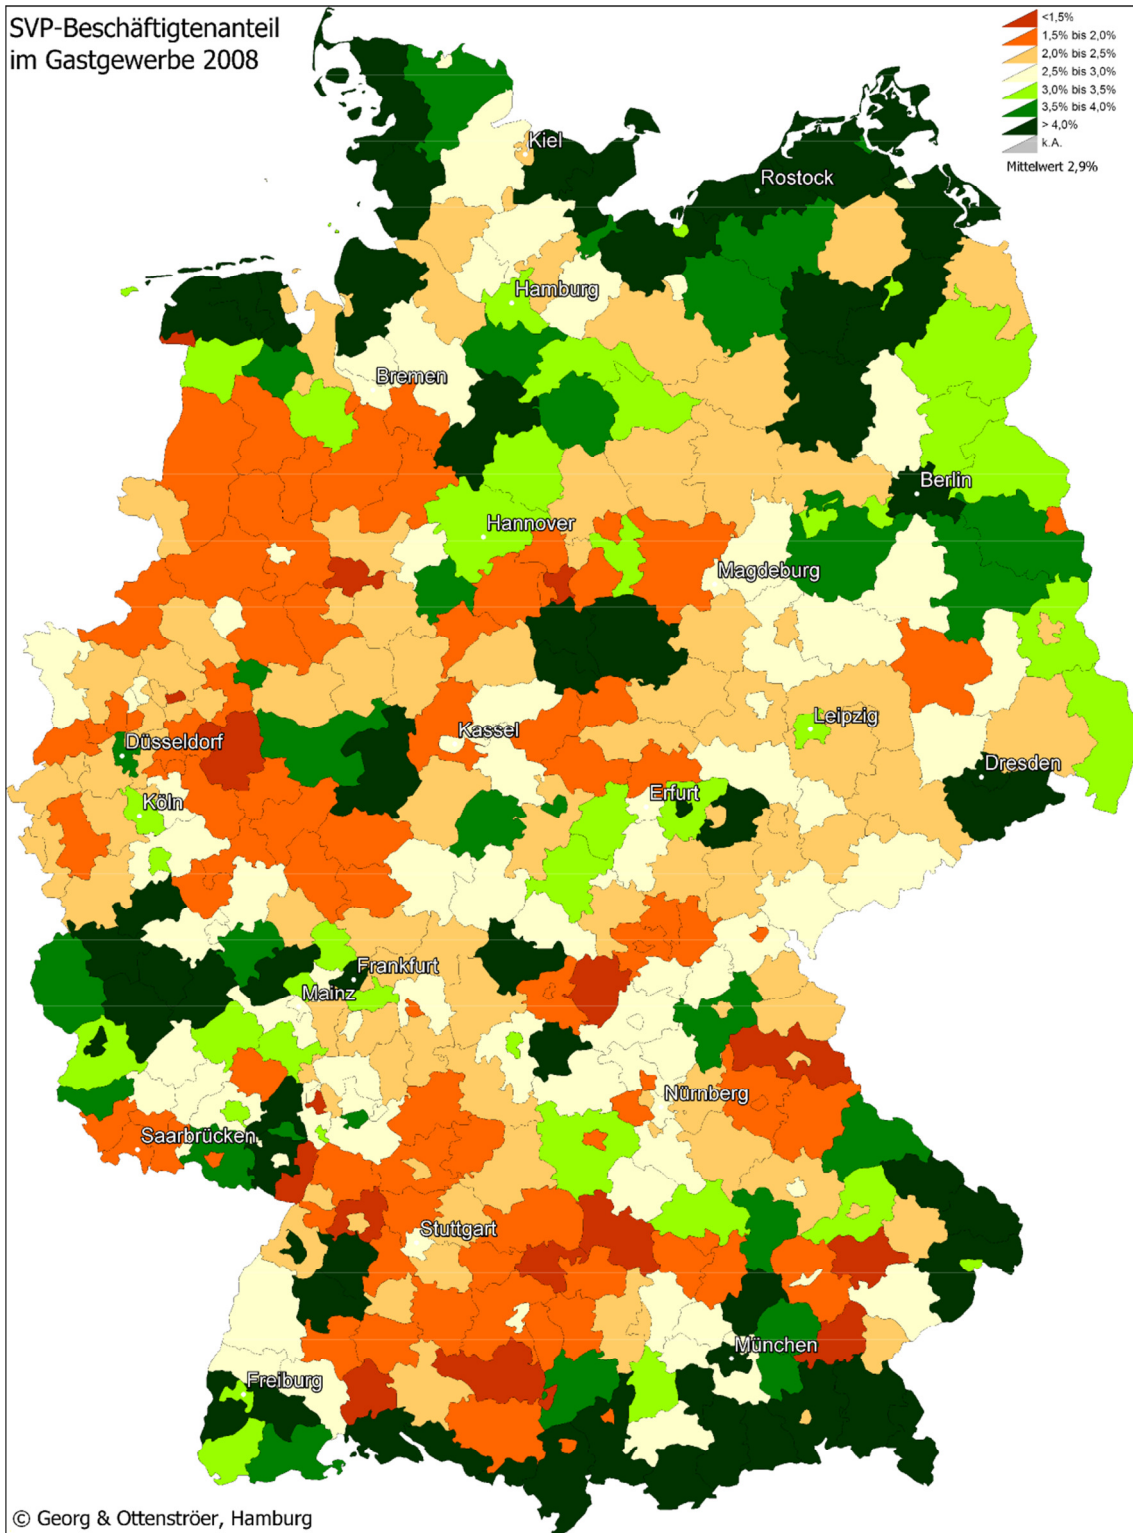 SVP-Beschäftigtenanteil
im Gastgewerbe 2008
<1,5%
1,5% bis 2,0%
2,0% bis 2,5%
2,5% bis 3,0%
3,0% bis 3,5%
3,5% bis 4,0%
> 4,0%
k.A.
Mittelwert 2,9%
Kiel
Rostock
Hamburg
Bremen
Berlin
Hannover
Magdeburg
Leipzig
Kassel
Düsseldorf
Dresden
Erfurt
Köln
Frankfurt
Mainz
Nürnberg
Saarbrücken
Stuttgart
München
Freiburg
© Georg & Ottenströer, Hamburg